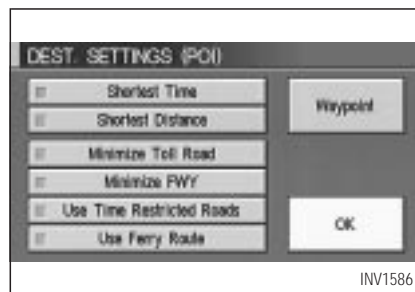 DEST. SETTINGS (POI)
Shortest Time
Shortest Distance
Waypoint
Minimize Toll Road
Minimize FWY
Use Time Restricted Roads
Use Ferry Route
OK
INV1586